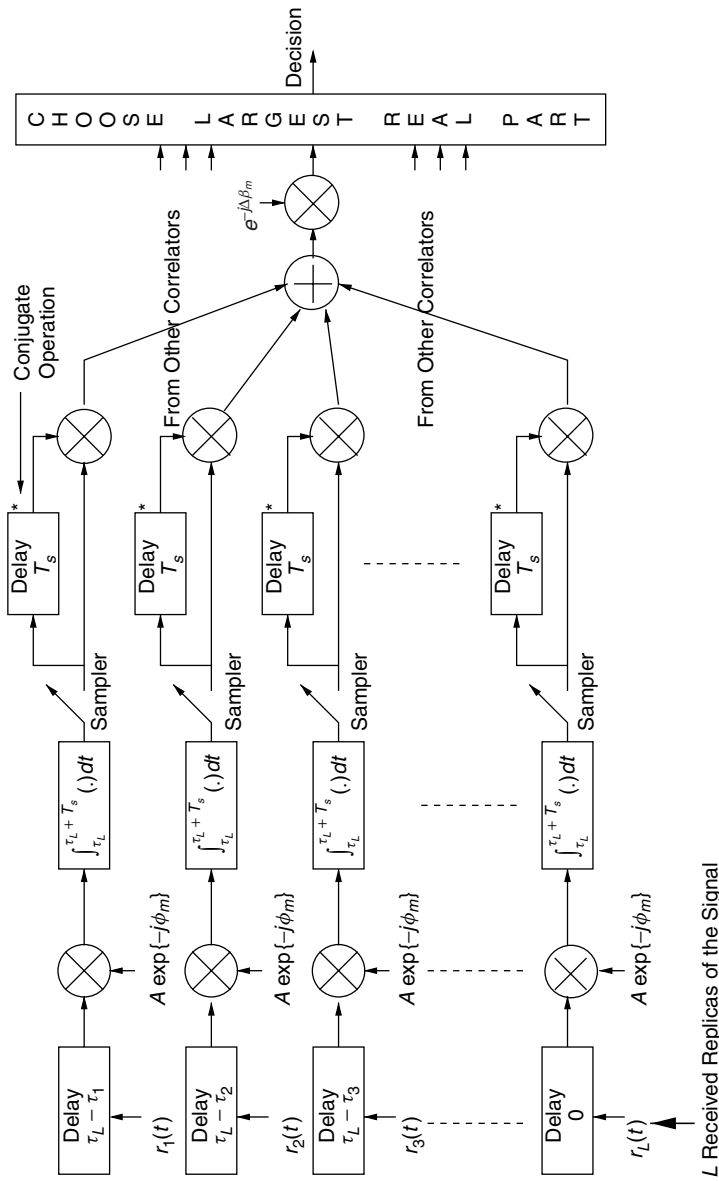 Conjugate
Operation
Delay
T_s
*
Delay
τ_L − τ_1
r_1(t)
A exp{−jϕ_m}
∫_{τ_L}^{τ_L + T_s} (.)dt
Sampler
From Other Correlators
Delay
T_s
*
Delay
τ_L − τ_2
r_2(t)
A exp{−jϕ_m}
∫_{τ_L}^{τ_L + T_s} (.)dt
Sampler
Delay
T_s
*
Delay
τ_L − τ_3
r_3(t)
A exp{−jϕ_m}
∫_{τ_L}^{τ_L + T_s} (.)dt
Sampler
e^{−jΔβ_m}
CHOOSE LARGEST REAL PART
Decision
From Other Correlators
Delay
T_s
*
Delay
0
r_L(t)
A exp{−jϕ_m}
∫_{τ_L}^{τ_L + T_s} (.)dt
Sampler
L Received Replicas of the Signal